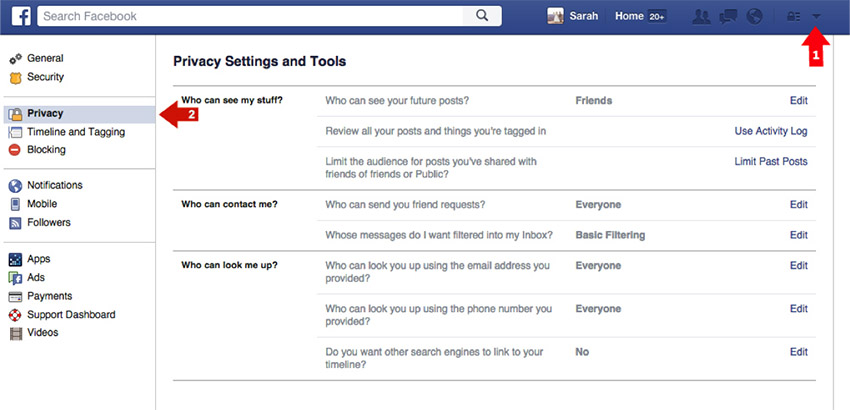 f
Search Facebook
Sarah
Home 20+
1
General
Security
Privacy
2
Timeline and Tagging
Blocking
Notifications
Mobile
Followers
Apps
Ads
Payments
Support Dashboard
Videos
Privacy Settings and Tools
Who can see my stuff?
Who can see your future posts?
Friends
Edit
Review all your posts and things you're tagged in
Use Activity Log
Limit the audience for posts you've shared with
friends of friends or Public?
Limit Past Posts
Who can contact me?
Who can send you friend requests?
Everyone
Edit
Whose messages do I want filtered into my Inbox?
Basic Filtering
Edit
Who can look me up?
Who can look you up using the email address you
provided?
Everyone
Edit
Who can look you up using the phone number you
provided?
Everyone
Edit
Do you want other search engines to link to your
timeline?
No
Edit